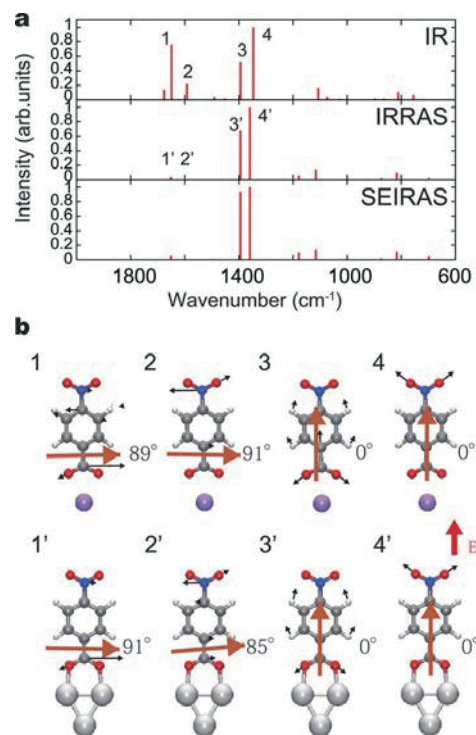 a
IR
1
2
3
4
1
0.8
0.6
0.4
0.2
0
IRRAS
1' 2'
3'
4'
0.8
0.6
0.4
0.2
0
SEIRAS
0.8
0.6
0.4
0.2
0
Intensity (arb.units)
1800 1400 1000 600
Wavenumber (cm-1)
b
1 2 3 4
89° 91° 0° 0°
E
1' 2' 3' 4'
91° 85° 0° 0°